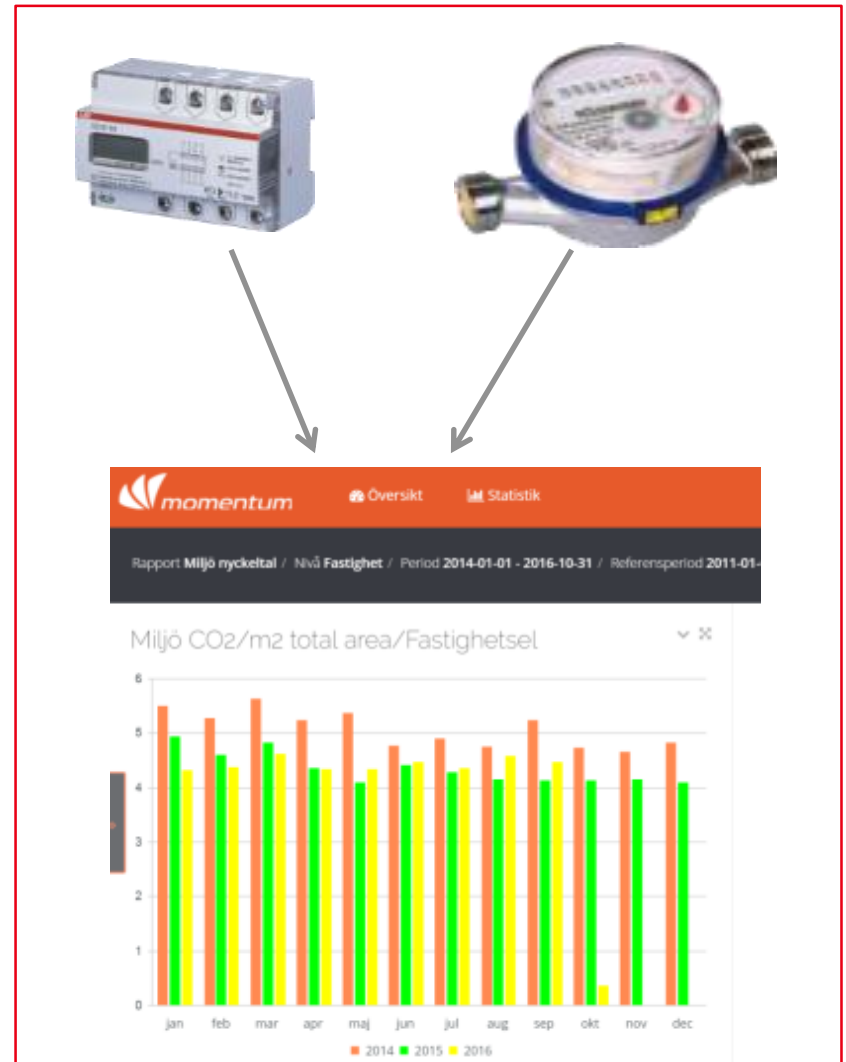 momentum
Översikt
Statistik
Rapport Miljö nyckeltal / Nivå Fastighet / Period 2014-01-01 - 2016-10-31 / Referensperiod 2011-01-
Miljö CO2/m2 total area/Fastighetsel
6
5
4
3
2
1
0
jan feb mar apr maj jun jul aug sep okt nov dec
2014 2015 2016